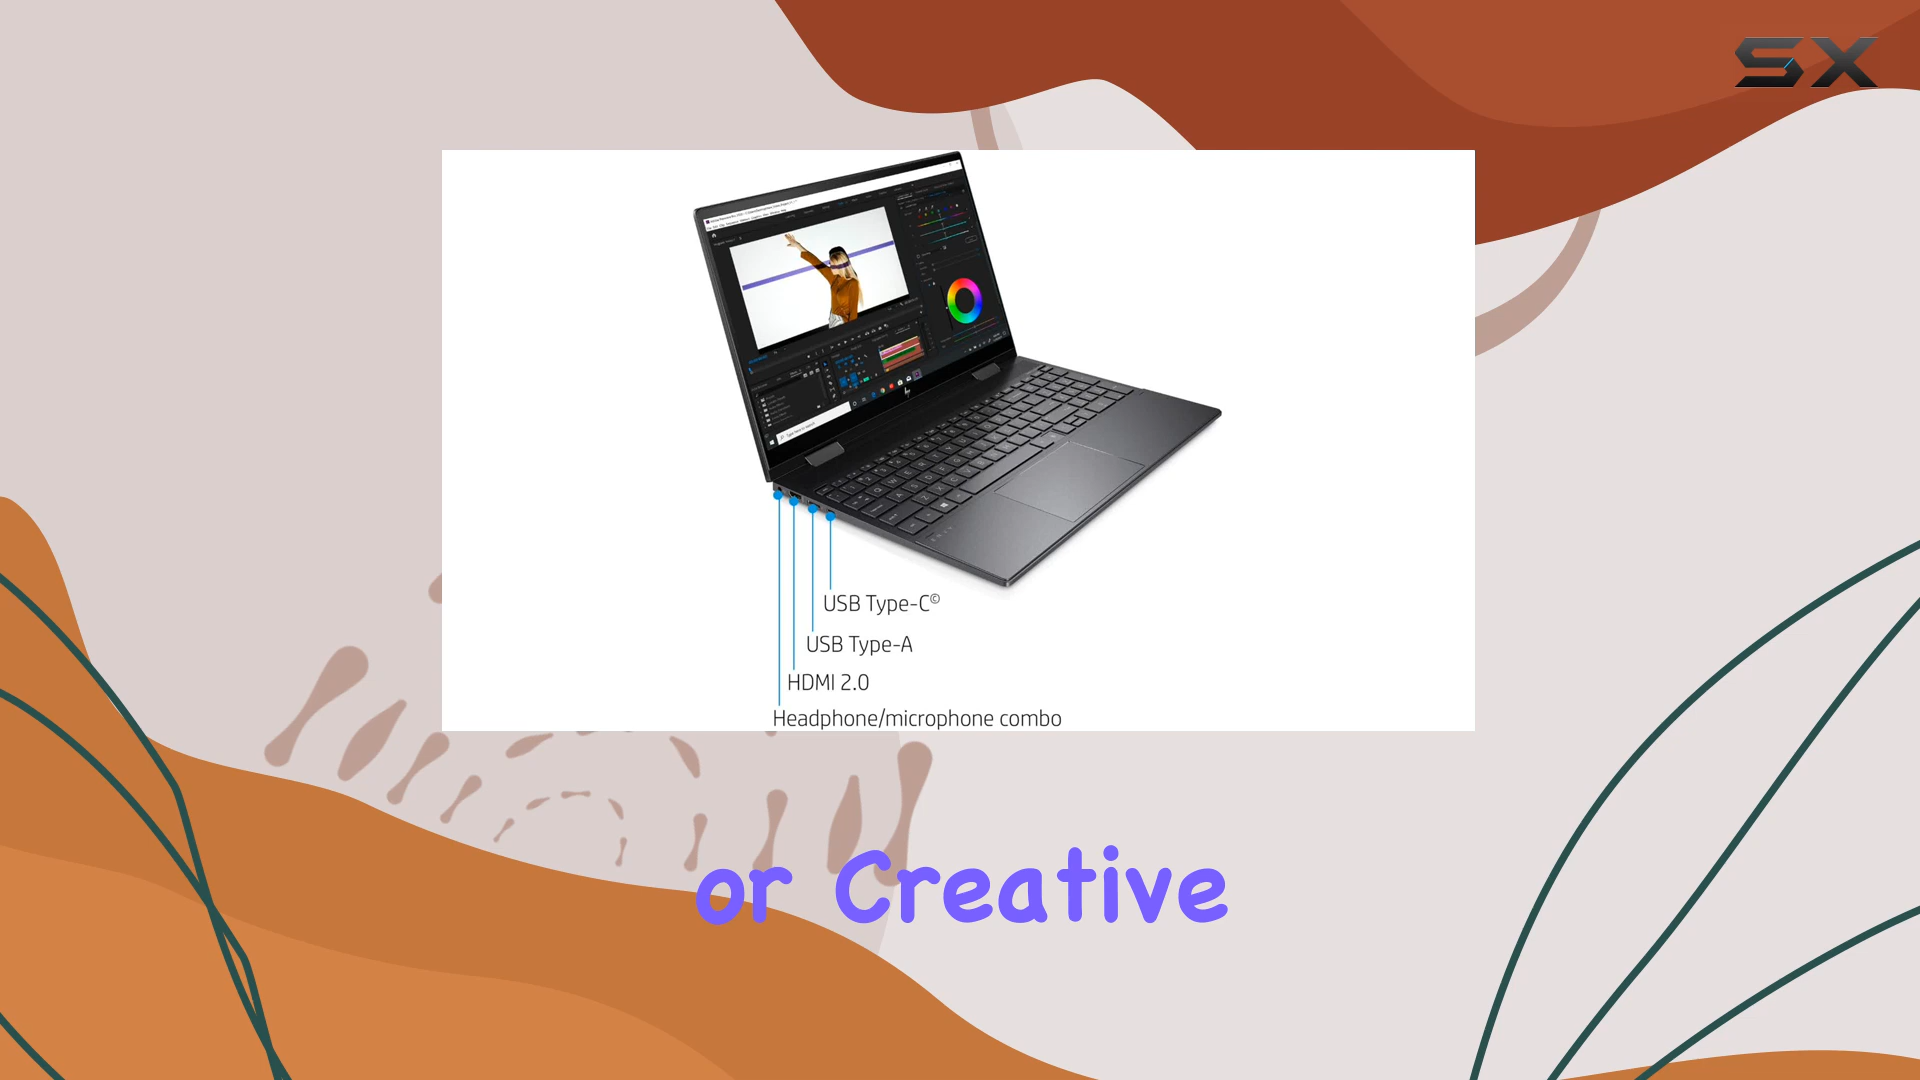 SX
USB Type-C©
USB Type-A
HDMI 2.0
Headphone/microphone combo
or Creative